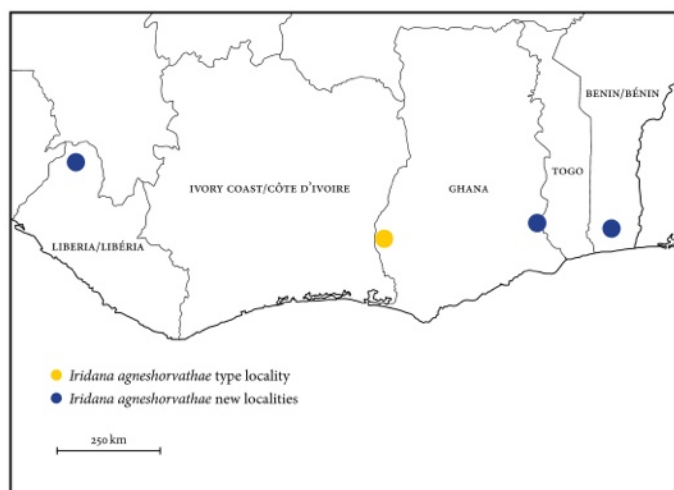 BENIN/BÉNIN
TOGO
IVORY COAST/CÔTE D'IVOIRE
GHANA
LIBERIA/LIBÉRIA
Iridana agneshorvathae type locality
Iridana agneshorvathae new localities
250 km